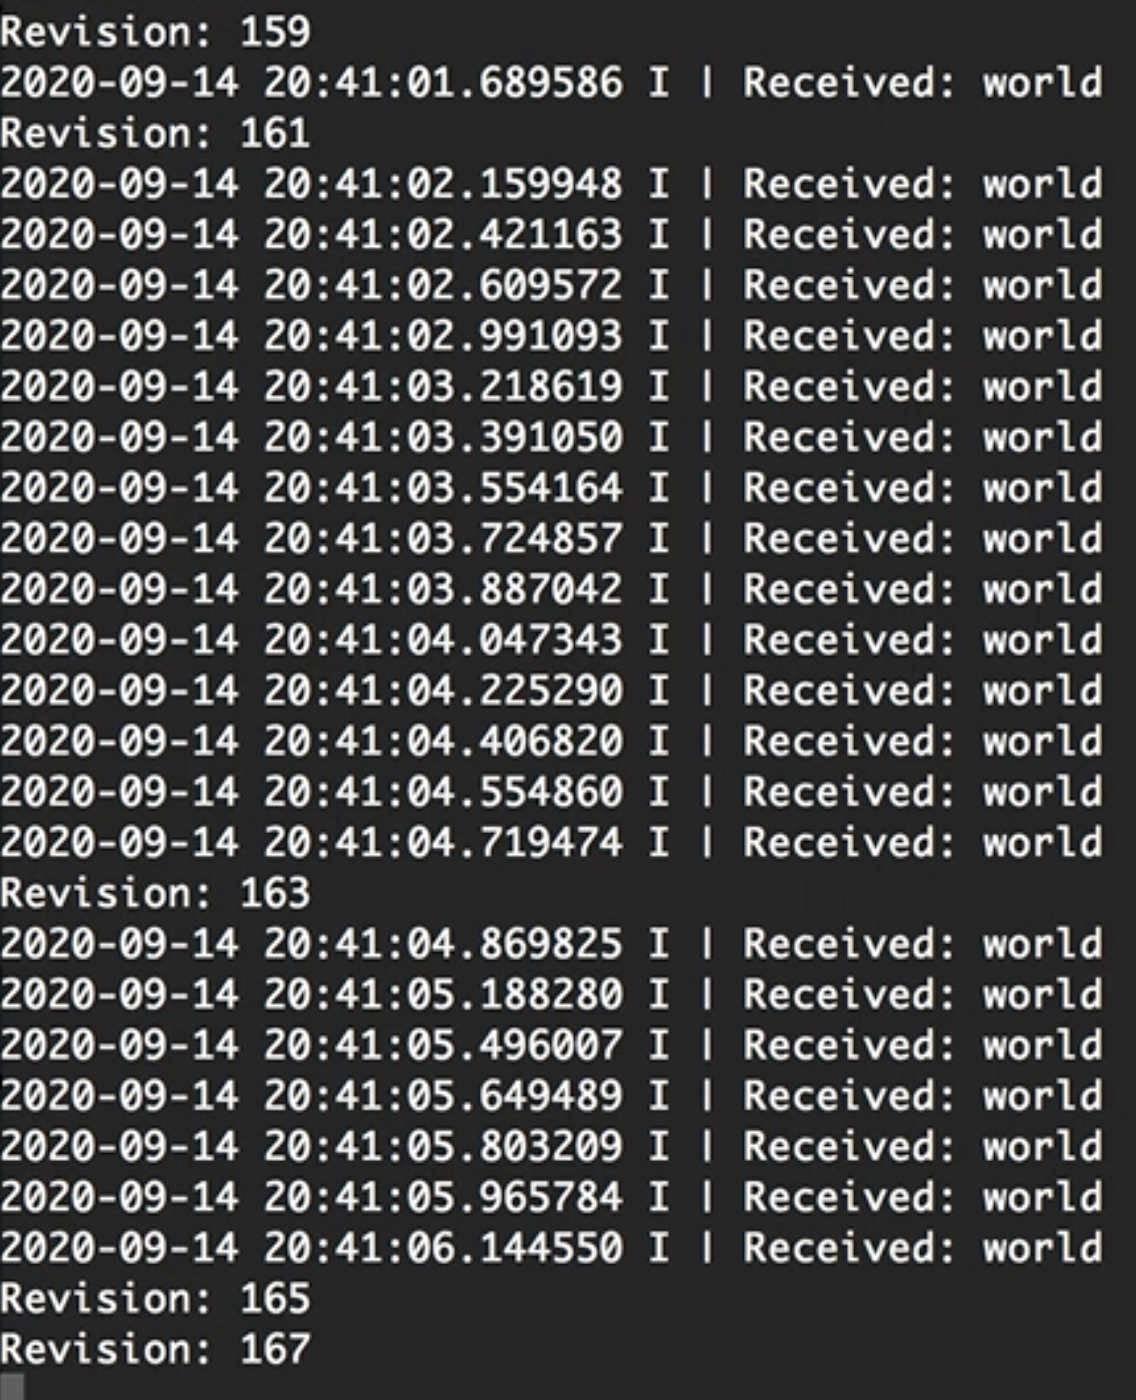 Revision: 159
2020-09-14 20:41:01.689586 I | Received: world
Revision: 161
2020-09-14 20:41:02.159948 I | Received: world
2020-09-14 20:41:02.421163 I | Received: world
2020-09-14 20:41:02.609572 I | Received: world
2020-09-14 20:41:02.991093 I | Received: world
2020-09-14 20:41:03.218619 I | Received: world
2020-09-14 20:41:03.391050 I | Received: world
2020-09-14 20:41:03.554164 I | Received: world
2020-09-14 20:41:03.724857 I | Received: world
2020-09-14 20:41:03.887042 I | Received: world
2020-09-14 20:41:04.047343 I | Received: world
2020-09-14 20:41:04.225290 I | Received: world
2020-09-14 20:41:04.406820 I | Received: world
2020-09-14 20:41:04.554860 I | Received: world
2020-09-14 20:41:04.719474 I | Received: world
Revision: 163
2020-09-14 20:41:04.869825 I | Received: world
2020-09-14 20:41:05.188280 I | Received: world
2020-09-14 20:41:05.496007 I | Received: world
2020-09-14 20:41:05.649489 I | Received: world
2020-09-14 20:41:05.803209 I | Received: world
2020-09-14 20:41:05.965784 I | Received: world
2020-09-14 20:41:06.144550 I | Received: world
Revision: 165
Revision: 167